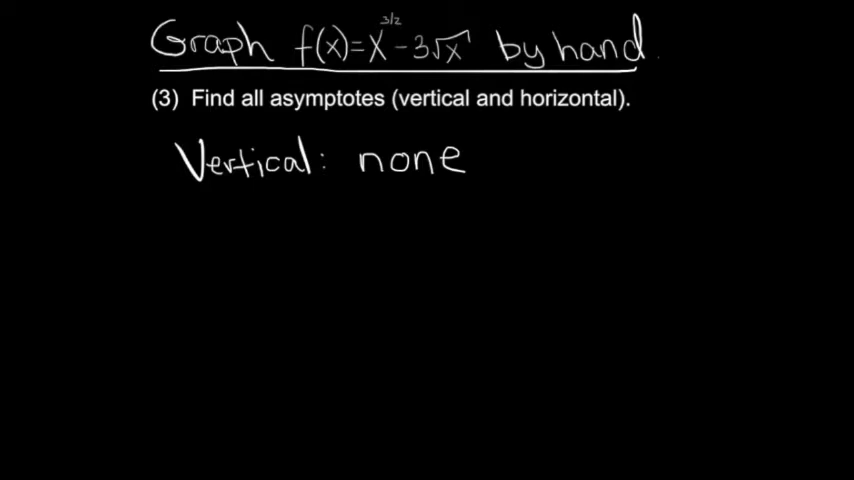 Graph f(x)=x^{3/2} - 3√x by hand.
(3) Find all asymptotes (vertical and horizontal).
Vertical: none